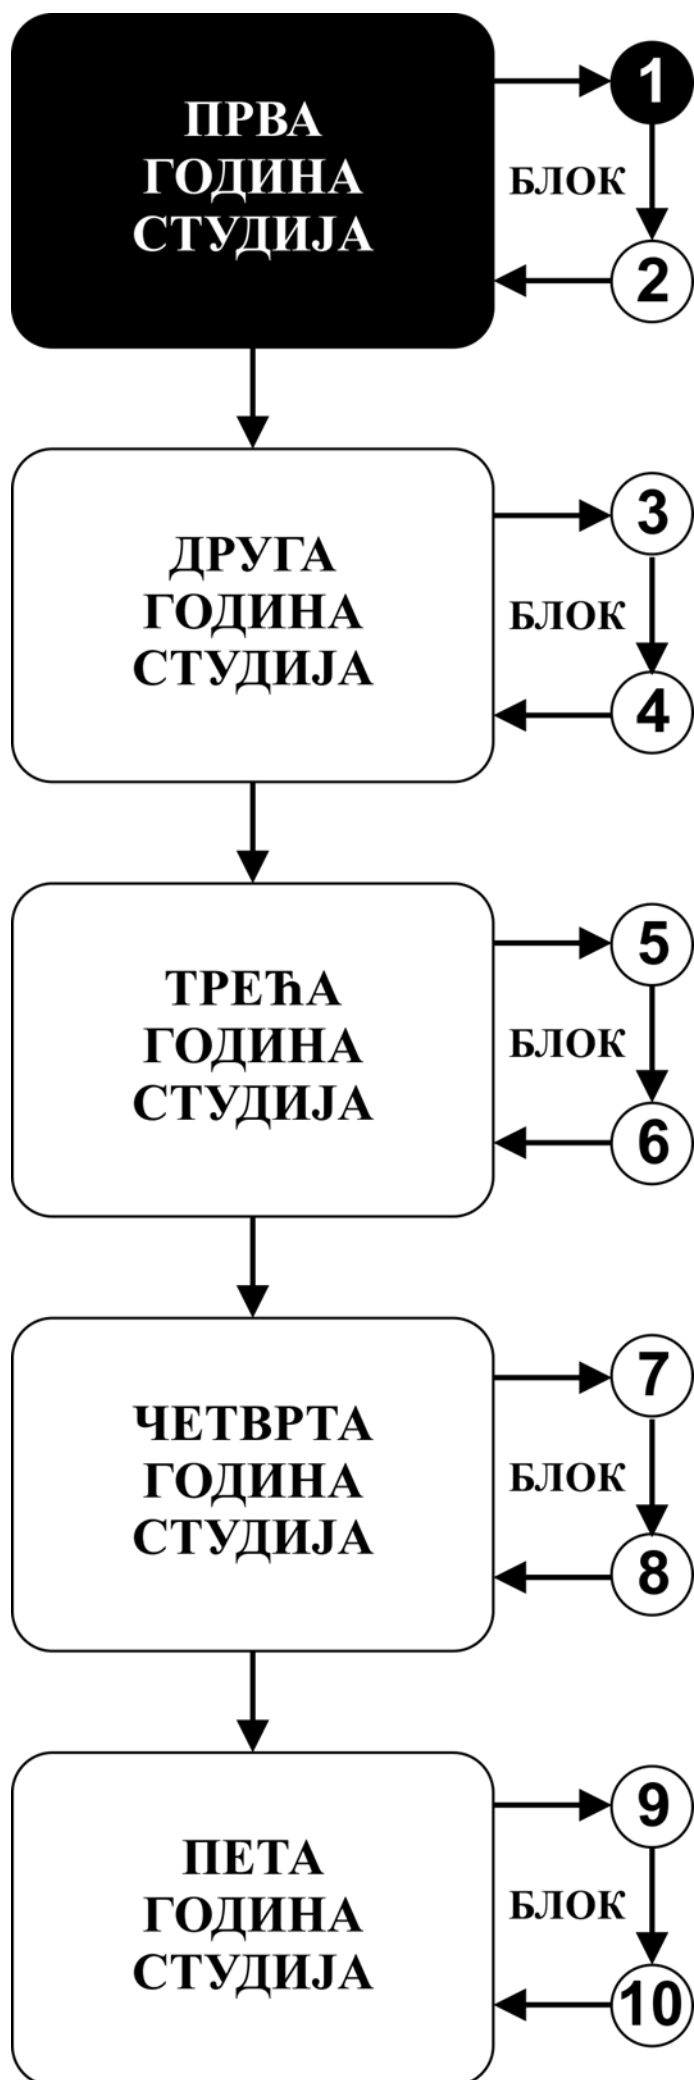 ПРВА
ГОДИНА
СТУДИЈА
1
БЛОК
2
ДРУГА
ГОДИНА
СТУДИЈА
3
БЛОК
4
ТРЕЋА
ГОДИНА
СТУДИЈА
5
БЛОК
6
ЧЕТВРТА
ГОДИНА
СТУДИЈА
7
БЛОК
8
ПЕТА
ГОДИНА
СТУДИЈА
9
БЛОК
10